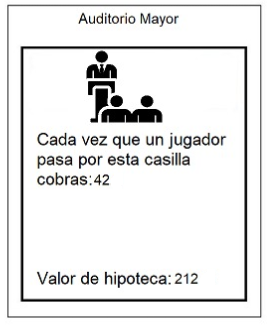 Auditorio Mayor
Cada vez que un jugador
pasa por esta casilla
cobras:42
Valor de hipoteca:212